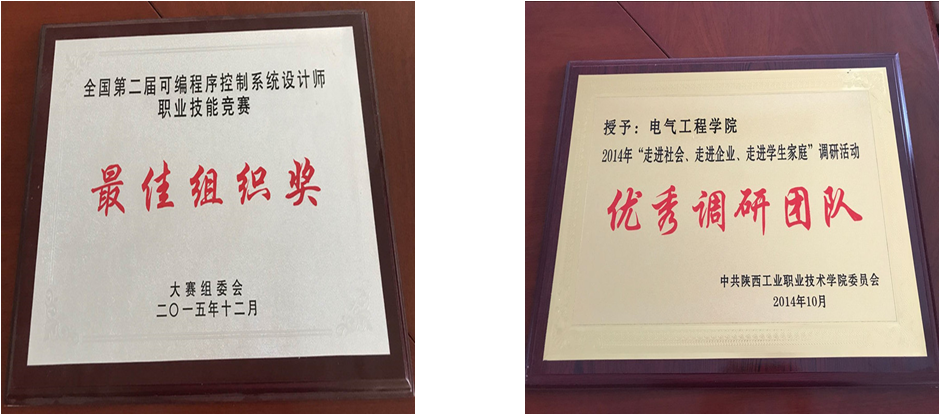 全国第二届可编程序控制系统设计师
职业技能竞赛
最佳组织奖
大赛组委会
二〇一五年十二月
授予：电气工程学院
2014年“走进社会、走进企业、走进学生家庭”调研活动
优秀调研团队
中共陕西工业职业技术学院委员会
2014年10月